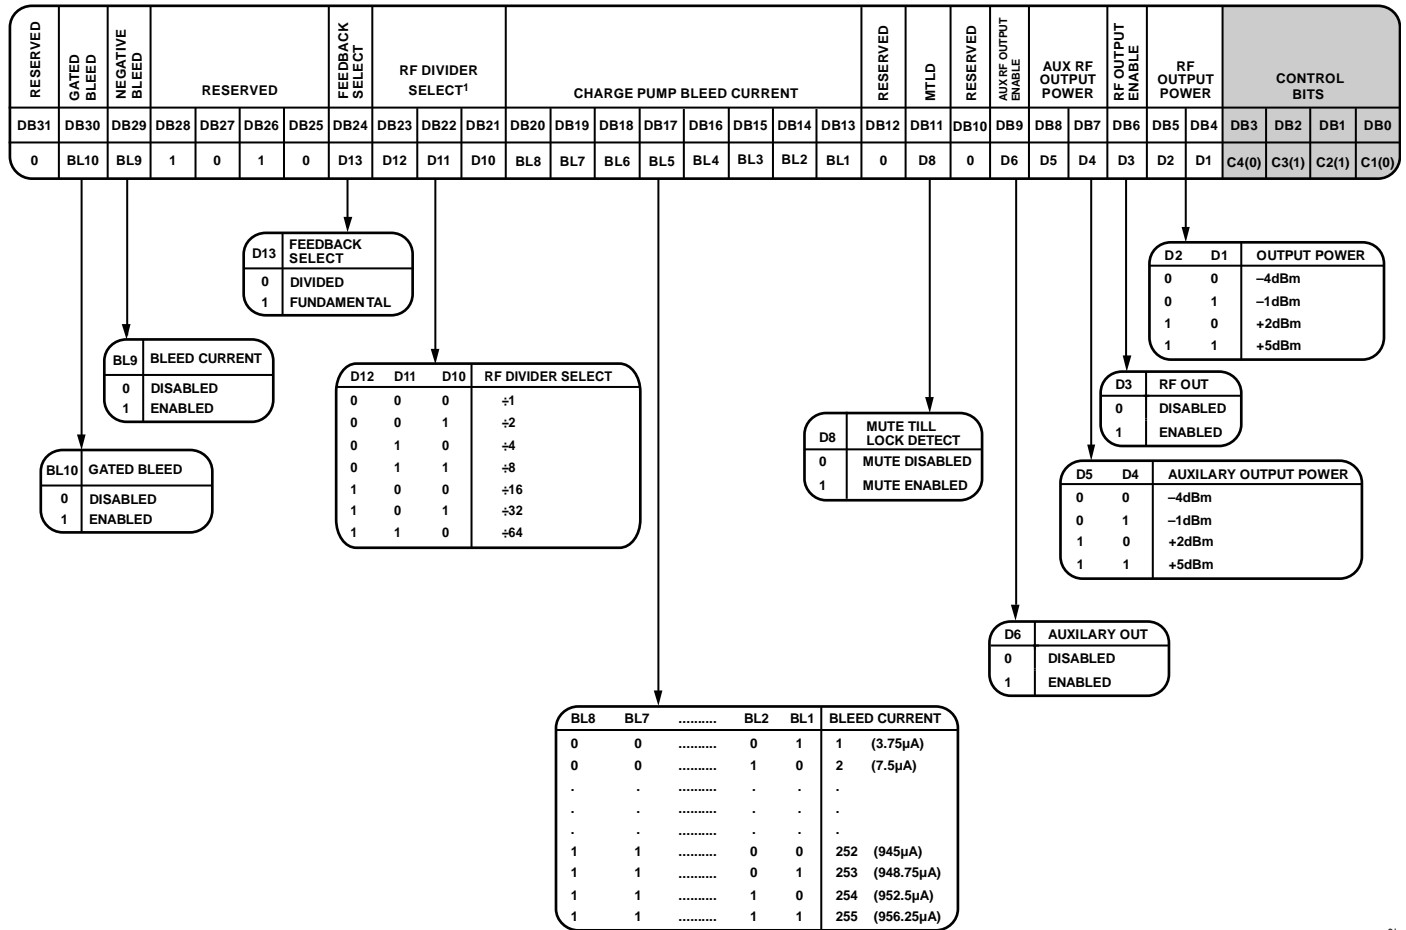 RESERVED
GATED BLEED
NEGATIVE BLEED
RESERVED
FEEDBACK SELECT
RF DIVIDER SELECT1
CHARGE PUMP BLEED CURRENT
RESERVED
MTLD
RESERVED
AUX RF OUTPUT ENABLE
AUX RF OUTPUT POWER
RF OUTPUT ENABLE
RF OUTPUT POWER
CONTROL BITS
DB31 DB30 DB29 DB28 DB27 DB26 DB25 DB24 DB23 DB22 DB21 DB20 DB19 DB18 DB17 DB16 DB15 DB14 DB13 DB12 DB11 DB10 DB9 DB8 DB7 DB6 DB5 DB4 DB3 DB2 DB1 DB0
0 BL10 BL9 1 0 1 0 D13 D12 D11 D10 BL8 BL7 BL6 BL5 BL4 BL3 BL2 BL1 0 D8 0 D6 D5 D4 D3 D2 D1 C4(0) C3(1) C2(1) C1(0)
D13 FEEDBACK SELECT
0 DIVIDED
1 FUNDAMENTAL
D2 D1 OUTPUT POWER
0 0 –4dBm
0 1 –1dBm
1 0 +2dBm
1 1 +5dBm
BL9 BLEED CURRENT
0 DISABLED
1 ENABLED
D12 D11 D10 RF DIVIDER SELECT
0 0 0 ÷1
0 0 1 ÷2
0 1 0 ÷4
0 1 1 ÷8
1 0 0 ÷16
1 0 1 ÷32
1 1 0 ÷64
D3 RF OUT
0 DISABLED
1 ENABLED
D8 MUTE TILL LOCK DETECT
0 MUTE DISABLED
1 MUTE ENABLED
BL10 GATED BLEED
0 DISABLED
1 ENABLED
D5 D4 AUXILARY OUTPUT POWER
0 0 –4dBm
0 1 –1dBm
1 0 +2dBm
1 1 +5dBm
D6 AUXILARY OUT
0 DISABLED
1 ENABLED
BL8 BL7 .......... BL2 BL1 BLEED CURRENT
0 0 .......... 0 1 1 (3.75µA)
0 0 .......... 1 0 2 (7.5µA)
. . .......... . . .
. . .......... . . .
. . .......... . . .
1 1 .......... 0 0 252 (945µA)
1 1 .......... 0 1 253 (948.75µA)
1 1 .......... 1 0 254 (952.5µA)
1 1 .......... 1 1 255 (956.25µA)